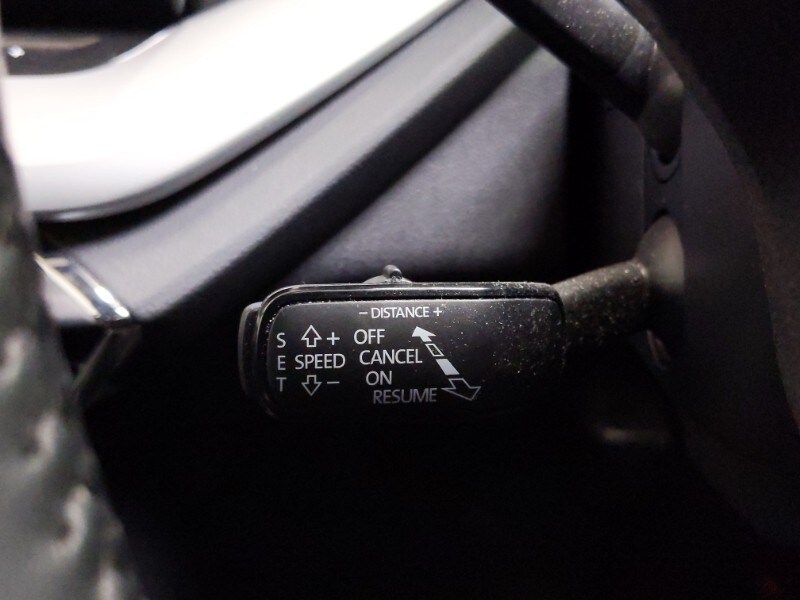 - DISTANCE +
S + OFF
E SPEED CANCEL
T - ON
RESUME